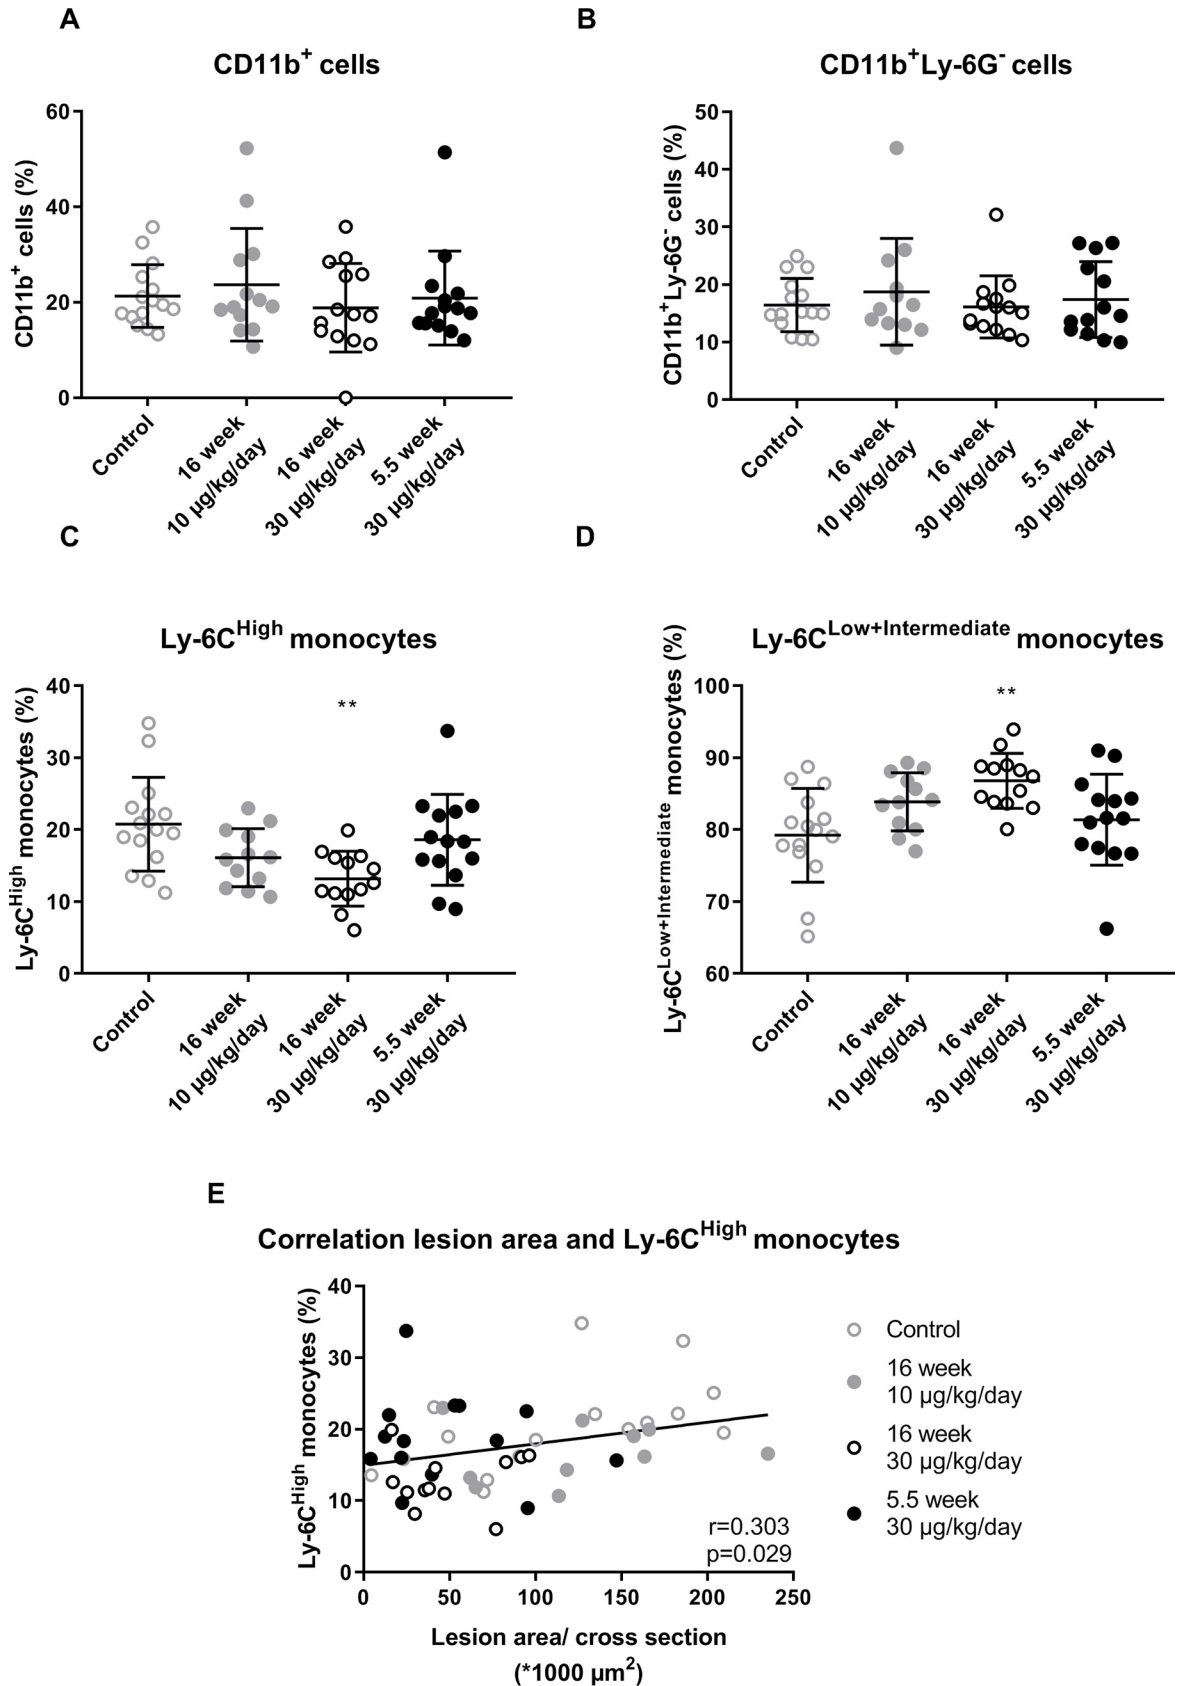 A
CD11b⁺ cells
CD11b⁺ cells (%)
60
40
20
0
Control
16 week
10 µg/kg/day
16 week
30 µg/kg/day
5.5 week
30 µg/kg/day
B
CD11b⁺Ly-6G⁻ cells
CD11b⁺Ly-6G⁻ cells (%)
50
40
30
20
10
0
Control
16 week
10 µg/kg/day
16 week
30 µg/kg/day
5.5 week
30 µg/kg/day
C
Ly-6CHigh monocytes
Ly-6CHigh monocytes (%)
40
30
20
10
0
**
Control
16 week
10 µg/kg/day
16 week
30 µg/kg/day
5.5 week
30 µg/kg/day
D
Ly-6CLow+Intermediate monocytes
Ly-6CLow+Intermediate monocytes (%)
100
90
80
70
60
**
Control
16 week
10 µg/kg/day
16 week
30 µg/kg/day
5.5 week
30 µg/kg/day
E
Correlation lesion area and Ly-6CHigh monocytes
Ly-6CHigh monocytes (%)
40
30
20
10
0
r=0.303
p=0.029
0 50 100 150 200 250
Lesion area/ cross section
(*1000 µm²)
Control
16 week
10 µg/kg/day
16 week
30 µg/kg/day
5.5 week
30 µg/kg/day